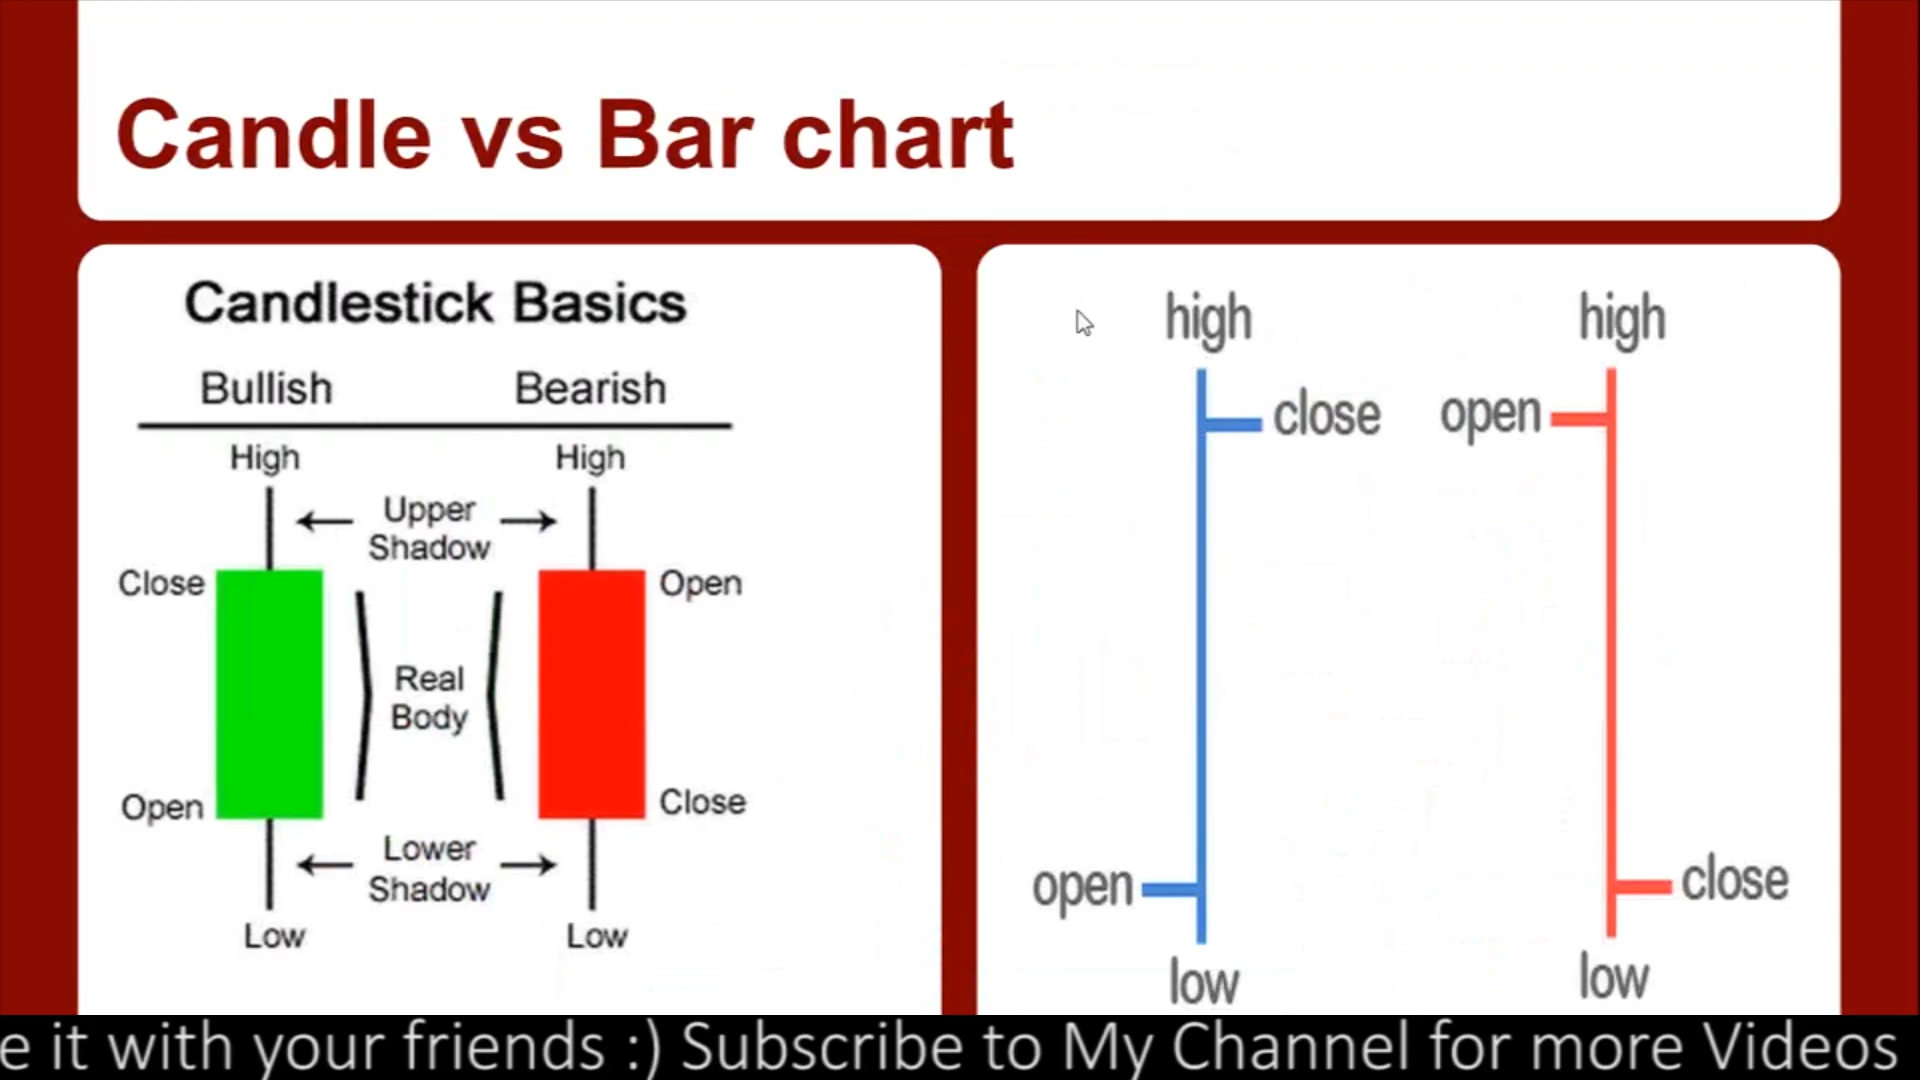 Candle vs Bar chart
Candlestick Basics
Bullish Bearish
High High
Upper
Shadow
Close Open
Real
Body
Open Close
Lower
Shadow
Low Low
high high
close open
open close
low low
e it with your friends :) Subscribe to My Channel for more Videos